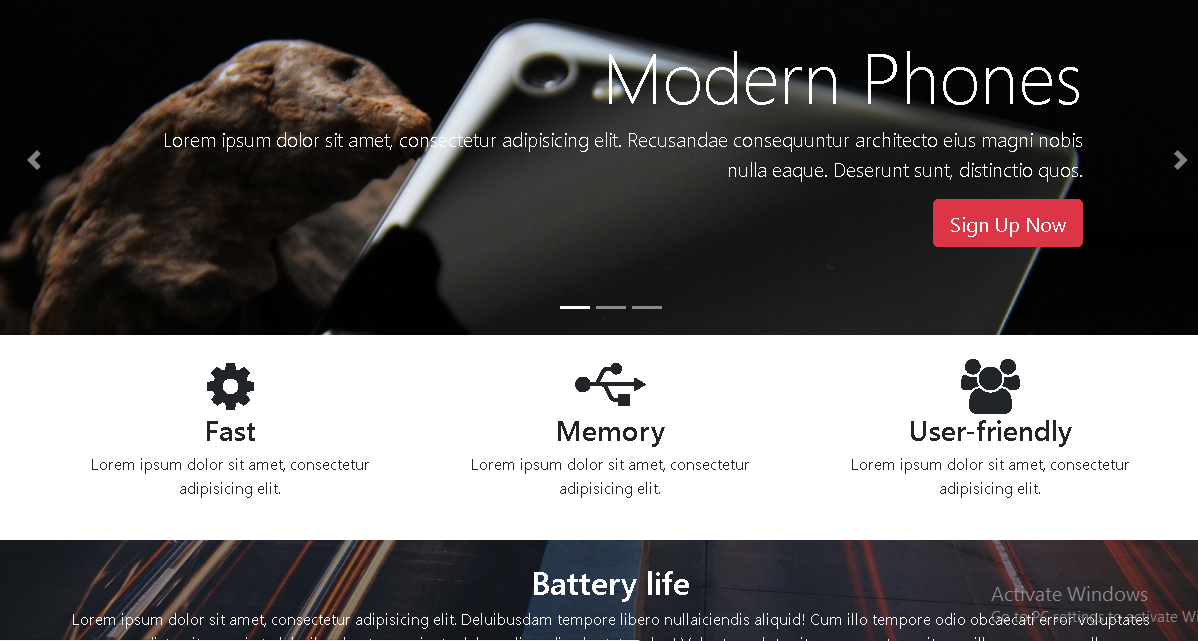 Modern Phones
Lorem ipsum dolor sit amet, consectetur adipisicing elit. Recusandae consequuntur architecto eius magni nobis
nulla eaque. Deserunt sunt, distinctio quos.
Sign Up Now
Fast
Lorem ipsum dolor sit amet, consectetur
adipisicing elit.
Memory
Lorem ipsum dolor sit amet, consectetur
adipisicing elit.
User-friendly
Lorem ipsum dolor sit amet, consectetur
adipisicing elit.
Battery life
Lorem ipsum dolor sit amet, consectetur adipisicing elit. Deluibusdam tempore libero nullaiciendis aliquid! Cum illo tempore odio obcaecati error voluptates
Activate Windows
Go to PC settings to activate Wi